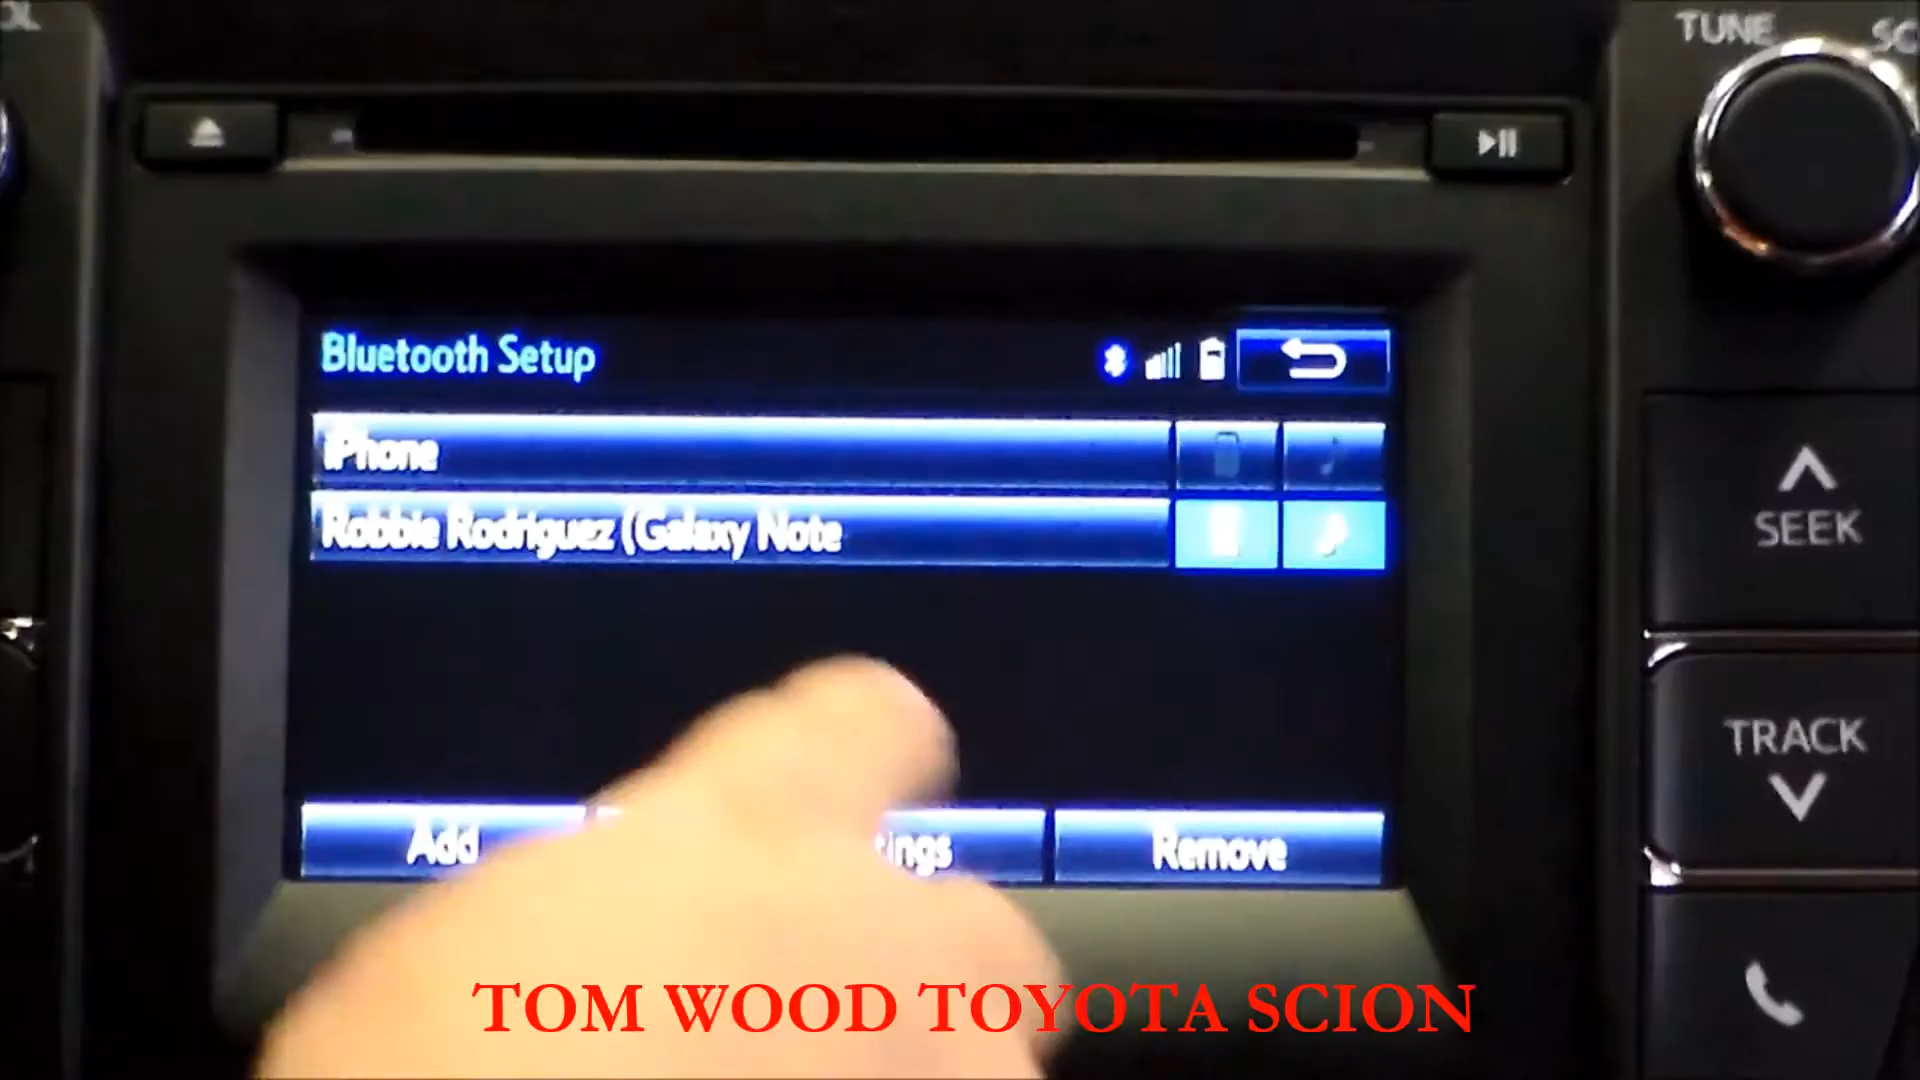 TUNE
Bluetooth Setup
iPhone
Robbie Rodriguez (Galaxy Note
SEEK
TRACK
Add
Remove
TOM WOOD TOYOTA SCION